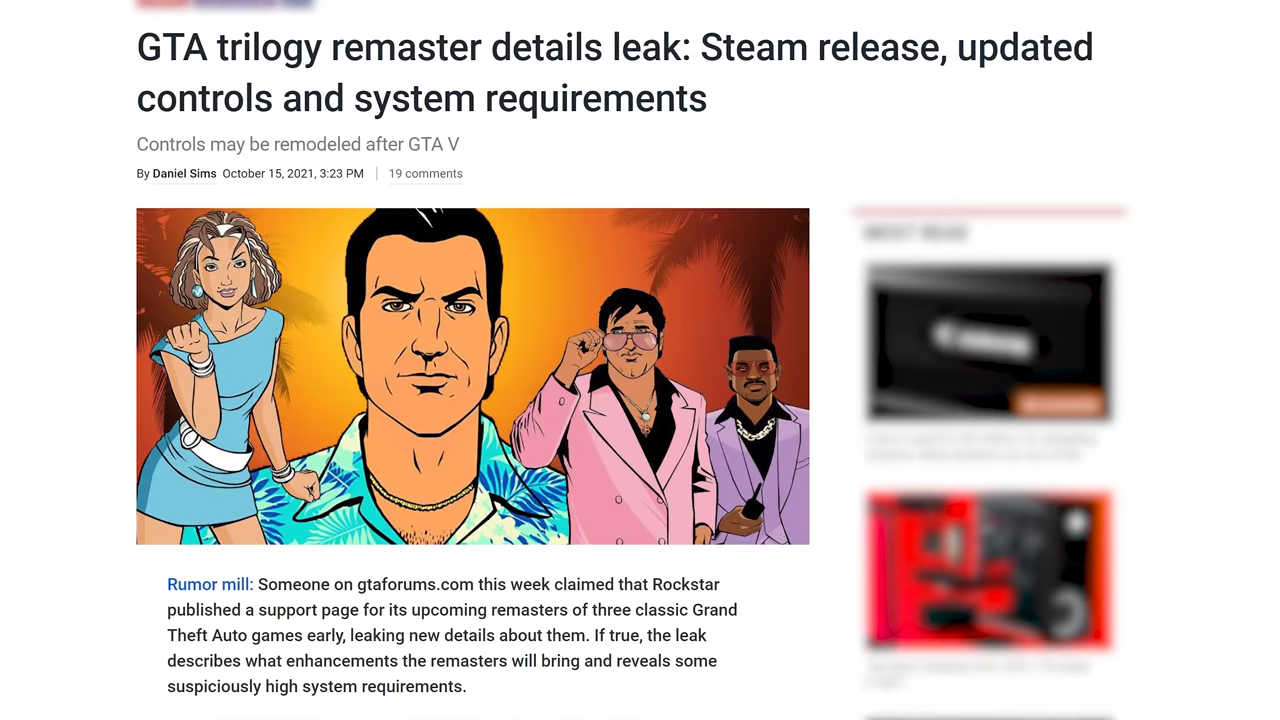 GTA trilogy remaster details leak: Steam release, updated
controls and system requirements
Controls may be remodeled after GTA V
By Daniel Sims October 15, 2021, 3:23 PM | 19 comments
MOST READ
Rumor mill: Someone on gtaforums.com this week claimed that Rockstar
published a support page for its upcoming remasters of three classic Grand
Theft Auto games early, leaking new details about them. If true, the leak
describes what enhancements the remasters will bring and reveals some
suspiciously high system requirements.